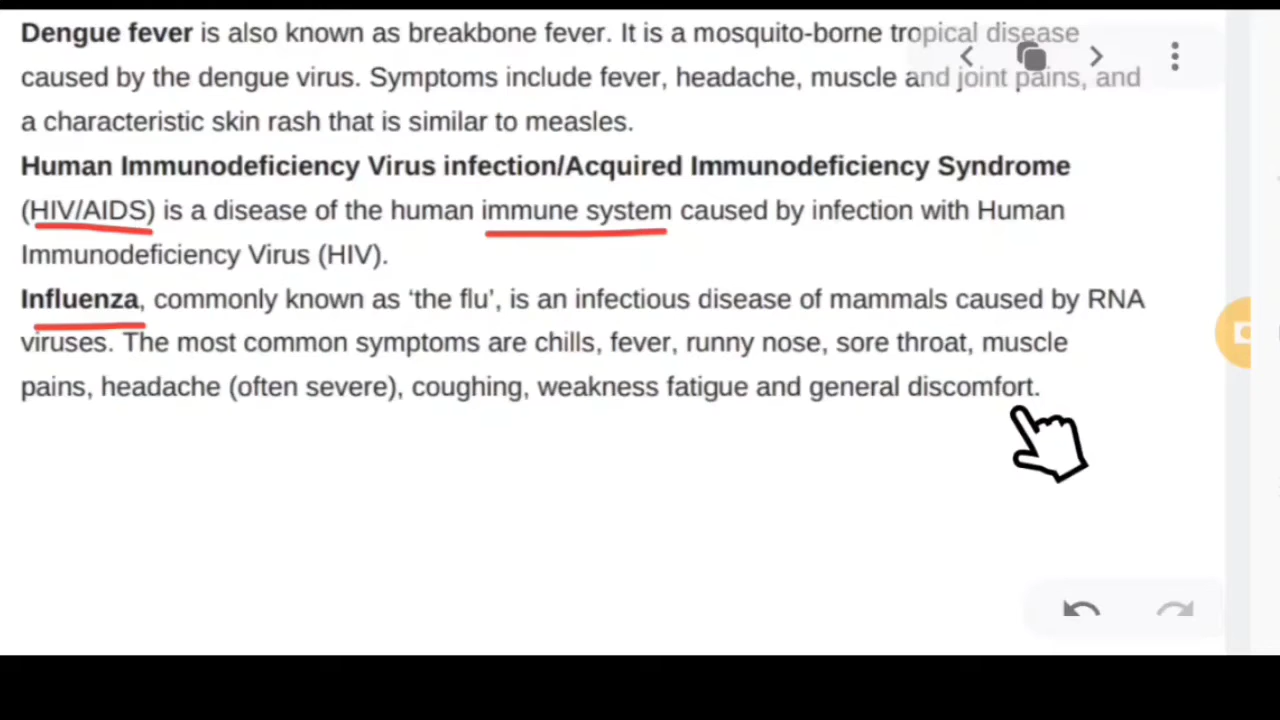 Dengue fever is also known as breakbone fever. It is a mosquito-borne tropical disease
caused by the dengue virus. Symptoms include fever, headache, muscle and joint pains, and
a characteristic skin rash that is similar to measles.
Human Immunodeficiency Virus infection/Acquired Immunodeficiency Syndrome
(HIV/AIDS) is a disease of the human immune system caused by infection with Human
Immunodeficiency Virus (HIV).
Influenza, commonly known as ‘the flu’, is an infectious disease of mammals caused by RNA
viruses. The most common symptoms are chills, fever, runny nose, sore throat, muscle
pains, headache (often severe), coughing, weakness fatigue and general discomfort.